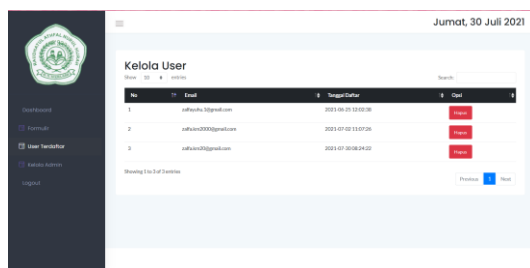 Jumat, 30 Juli 2021
Kelola User
Show 10 entries
Search:
No Email Tanggal Daftar Opsi
1 2021-06-25 12:02:38 Hapus
2 zalfaizni2000@gmail.com 2021-07-02 11:07:26 Hapus
3 2021-07-30 08:24:22 Hapus
Showing 1 to 3 of 3 entries
Previous 1 Next
Dashboard
Formulir
User Terdaftar
Kelola Admin
Logout